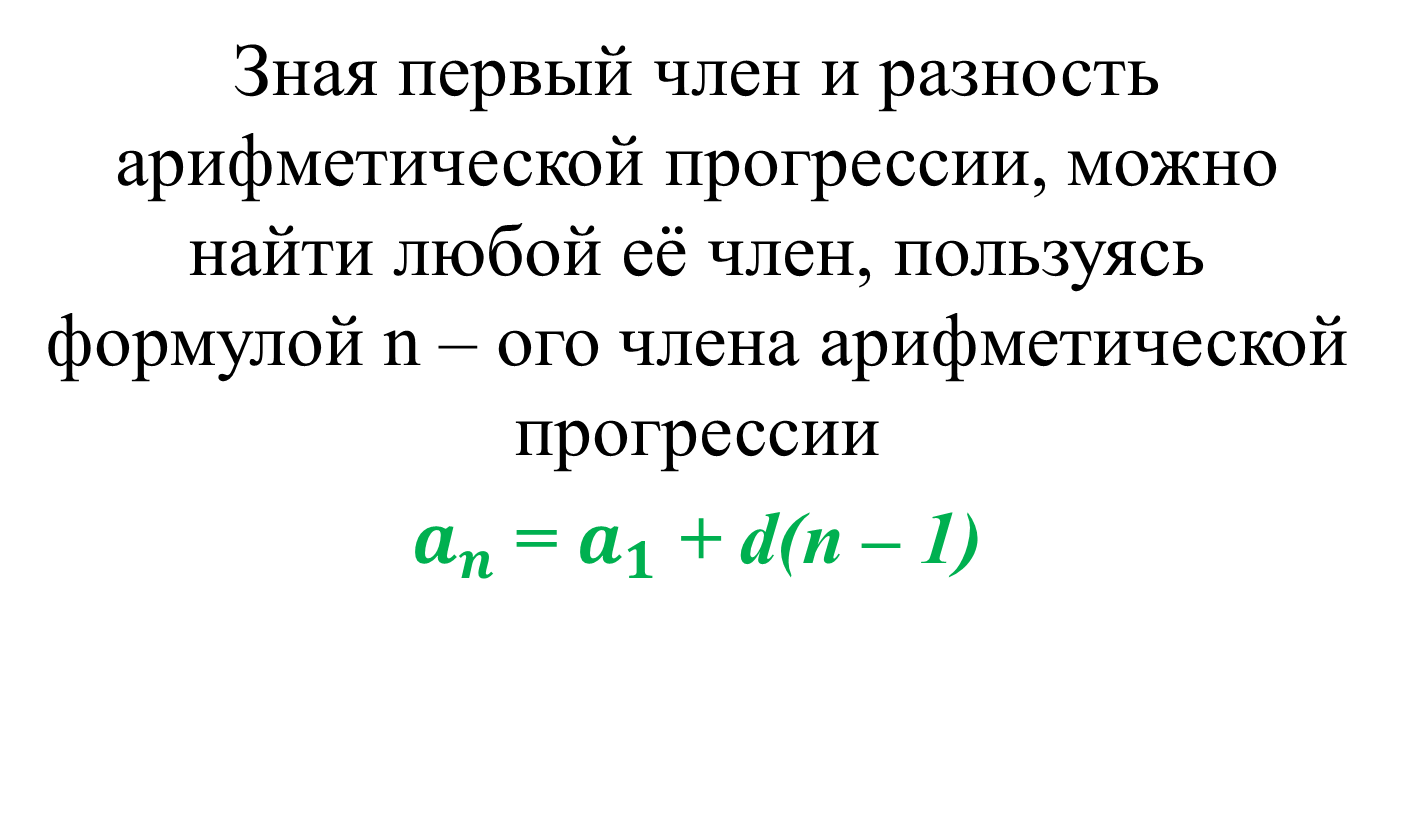 Зная первый член и разность
арифметической прогрессии, можно
найти любой её член, пользуясь
формулой n – ого члена арифметической
прогрессии
aₙ = a₁ + d(n – 1)